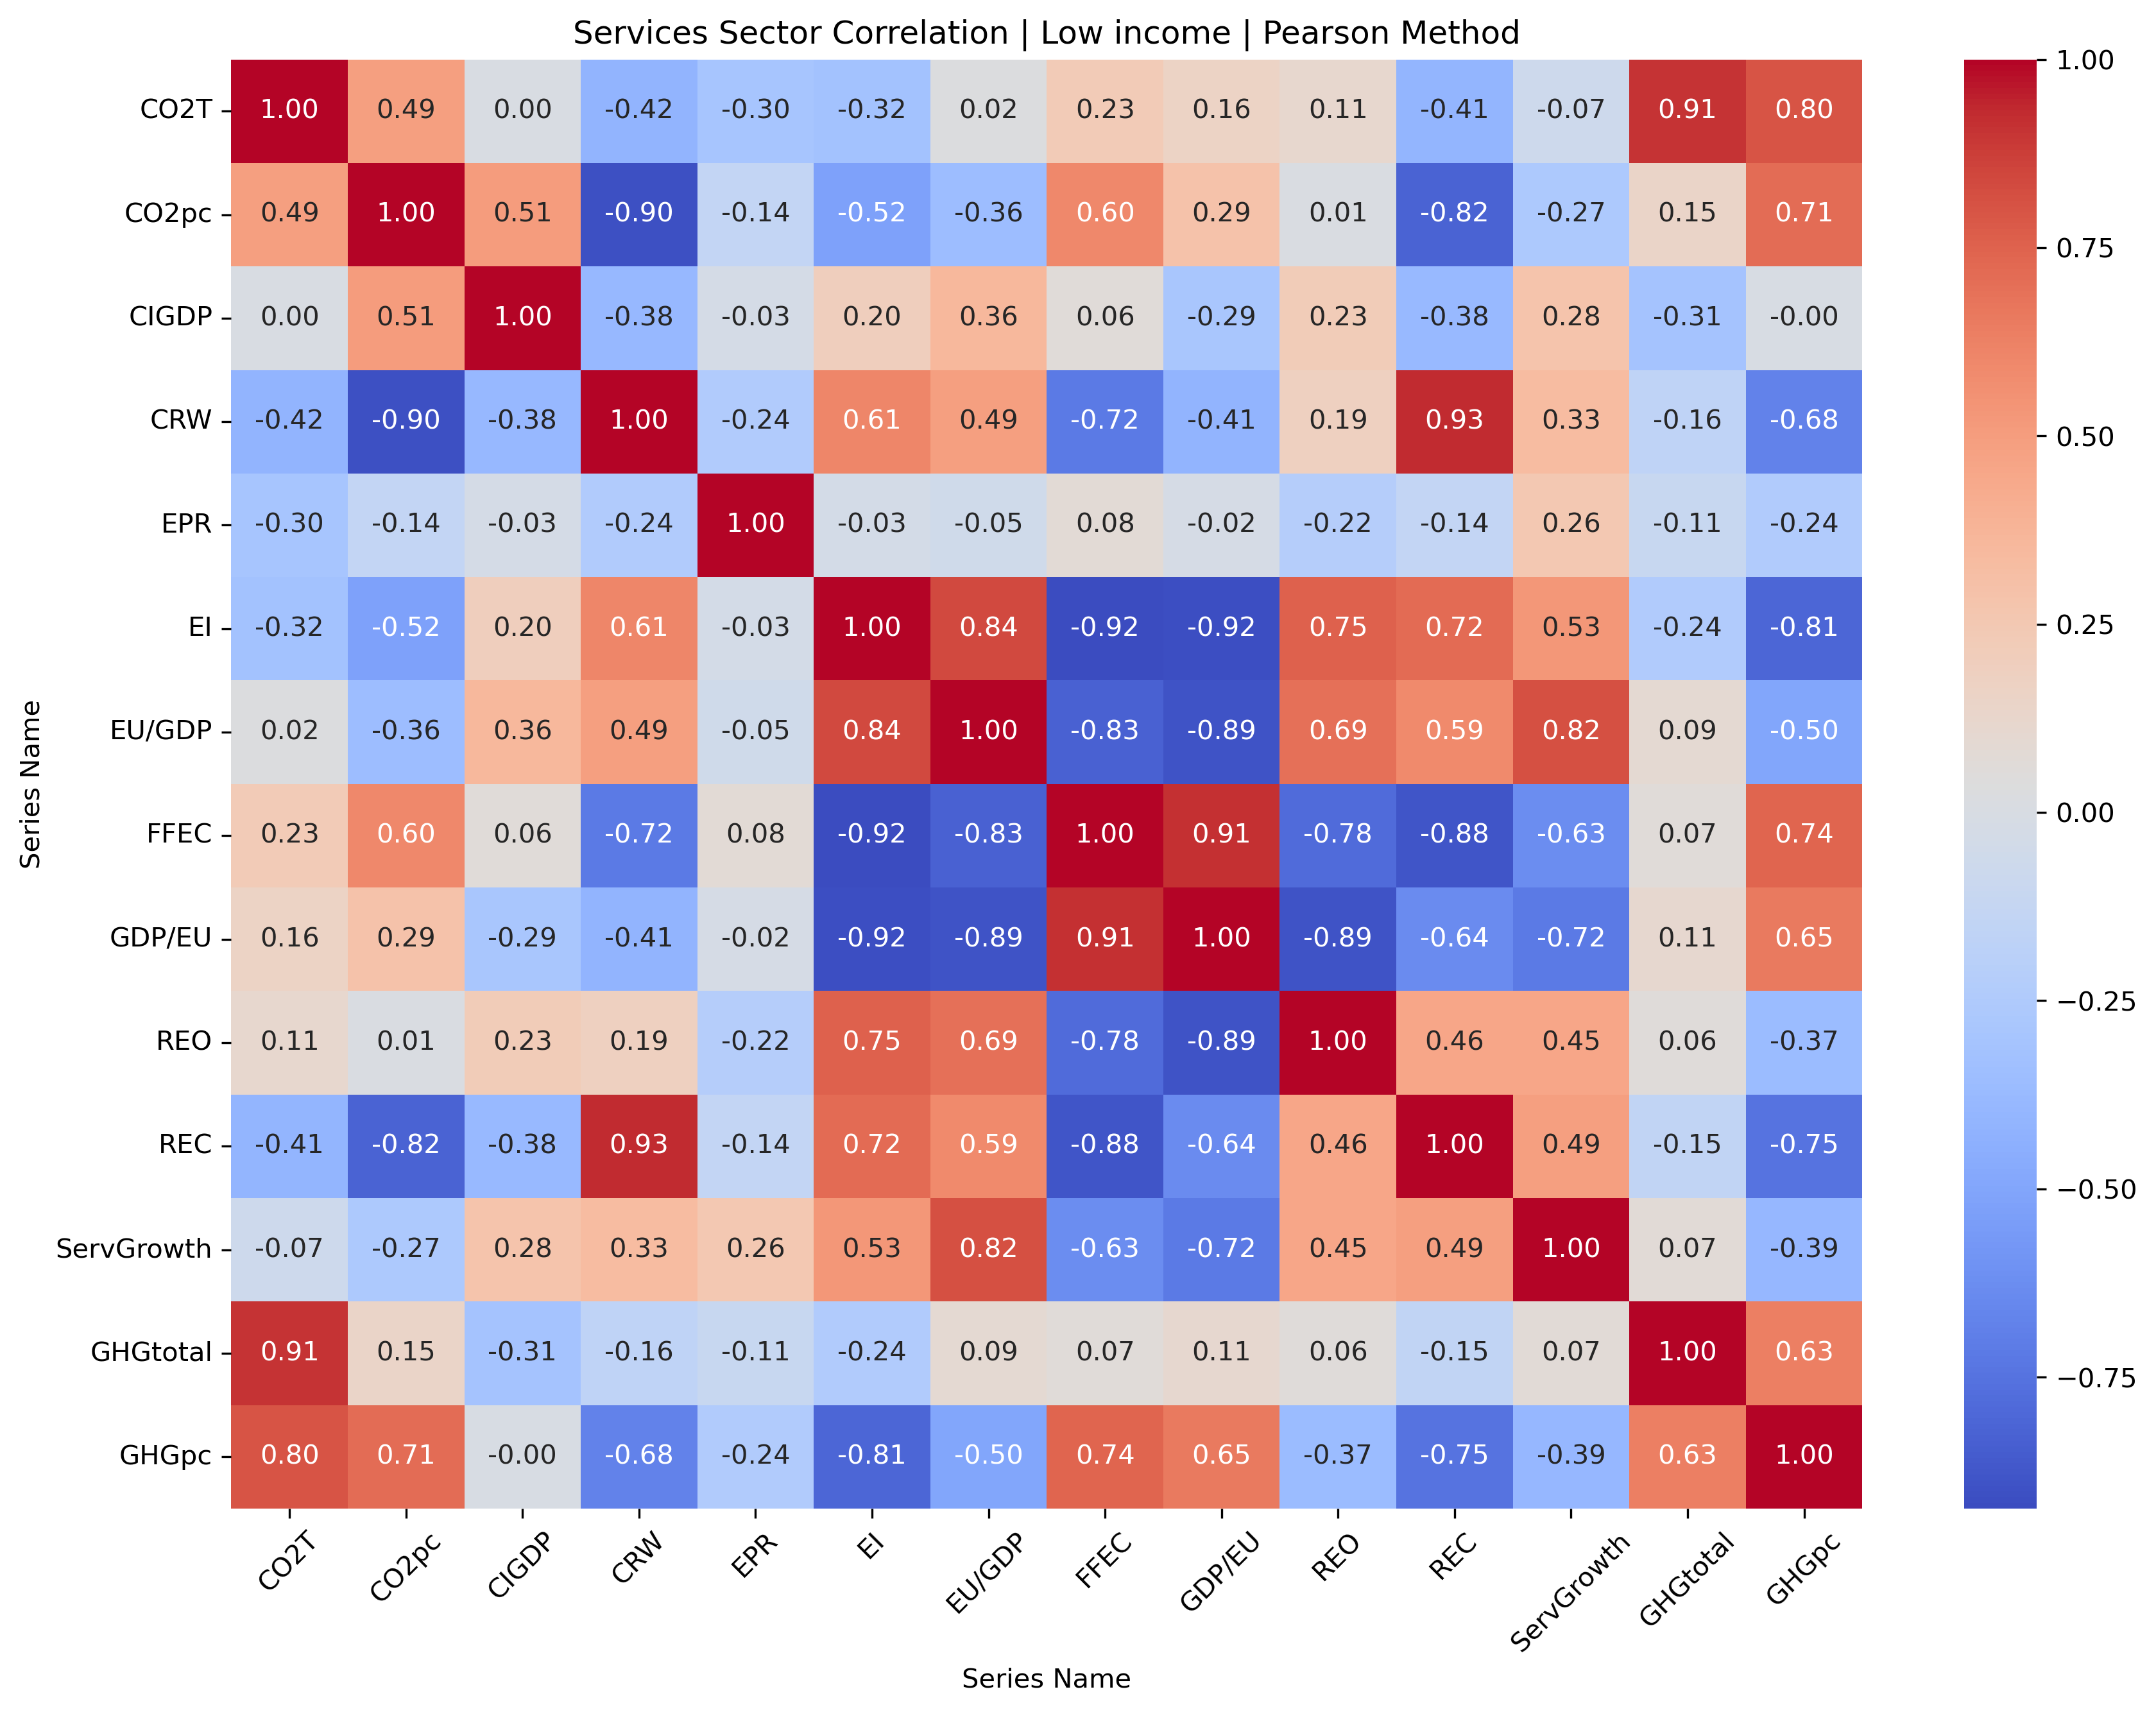 Services Sector Correlation | Low income | Pearson Method
CO2T 1.00 0.49 0.00 -0.42 -0.30 -0.32 0.02 0.23 0.16 0.11 -0.41 -0.07 0.91 0.80
CO2pc 0.49 1.00 0.51 -0.90 -0.14 -0.52 -0.36 0.60 0.29 0.01 -0.82 -0.27 0.15 0.71
CIGDP 0.00 0.51 1.00 -0.38 -0.03 0.20 0.36 0.06 -0.29 0.23 -0.38 0.28 -0.31 -0.00
CRW -0.42 -0.90 -0.38 1.00 -0.24 0.61 0.49 -0.72 -0.41 0.19 0.93 0.33 -0.16 -0.68
EPR -0.30 -0.14 -0.03 -0.24 1.00 -0.03 -0.05 0.08 -0.02 -0.22 -0.14 0.26 -0.11 -0.24
EI -0.32 -0.52 0.20 0.61 -0.03 1.00 0.84 -0.92 -0.92 0.75 0.72 0.53 -0.24 -0.81
EU/GDP 0.02 -0.36 0.36 0.49 -0.05 0.84 1.00 -0.83 -0.89 0.69 0.59 0.82 0.09 -0.50
FFEC 0.23 0.60 0.06 -0.72 0.08 -0.92 -0.83 1.00 0.91 -0.78 -0.88 -0.63 0.07 0.74
GDP/EU 0.16 0.29 -0.29 -0.41 -0.02 -0.92 -0.89 0.91 1.00 -0.89 -0.64 -0.72 0.11 0.65
REO 0.11 0.01 0.23 0.19 -0.22 0.75 0.69 -0.78 -0.89 1.00 0.46 0.45 0.06 -0.37
REC -0.41 -0.82 -0.38 0.93 -0.14 0.72 0.59 -0.88 -0.64 0.46 1.00 0.49 -0.15 -0.75
ServGrowth -0.07 -0.27 0.28 0.33 0.26 0.53 0.82 -0.63 -0.72 0.45 0.49 1.00 0.07 -0.39
GHGtotal 0.91 0.15 -0.31 -0.16 -0.11 -0.24 0.09 0.07 0.11 0.06 -0.15 0.07 1.00 0.63
GHGpc 0.80 0.71 -0.00 -0.68 -0.24 -0.81 -0.50 0.74 0.65 -0.37 -0.75 -0.39 0.63 1.00
CO2T CO2pc CIGDP CRW EPR EI EU/GDP FFEC GDP/EU REO REC ServGrowth GHGtotal GHGpc
Series Name
Series Name
1.00
0.75
0.50
0.25
0.00
−0.25
−0.50
−0.75